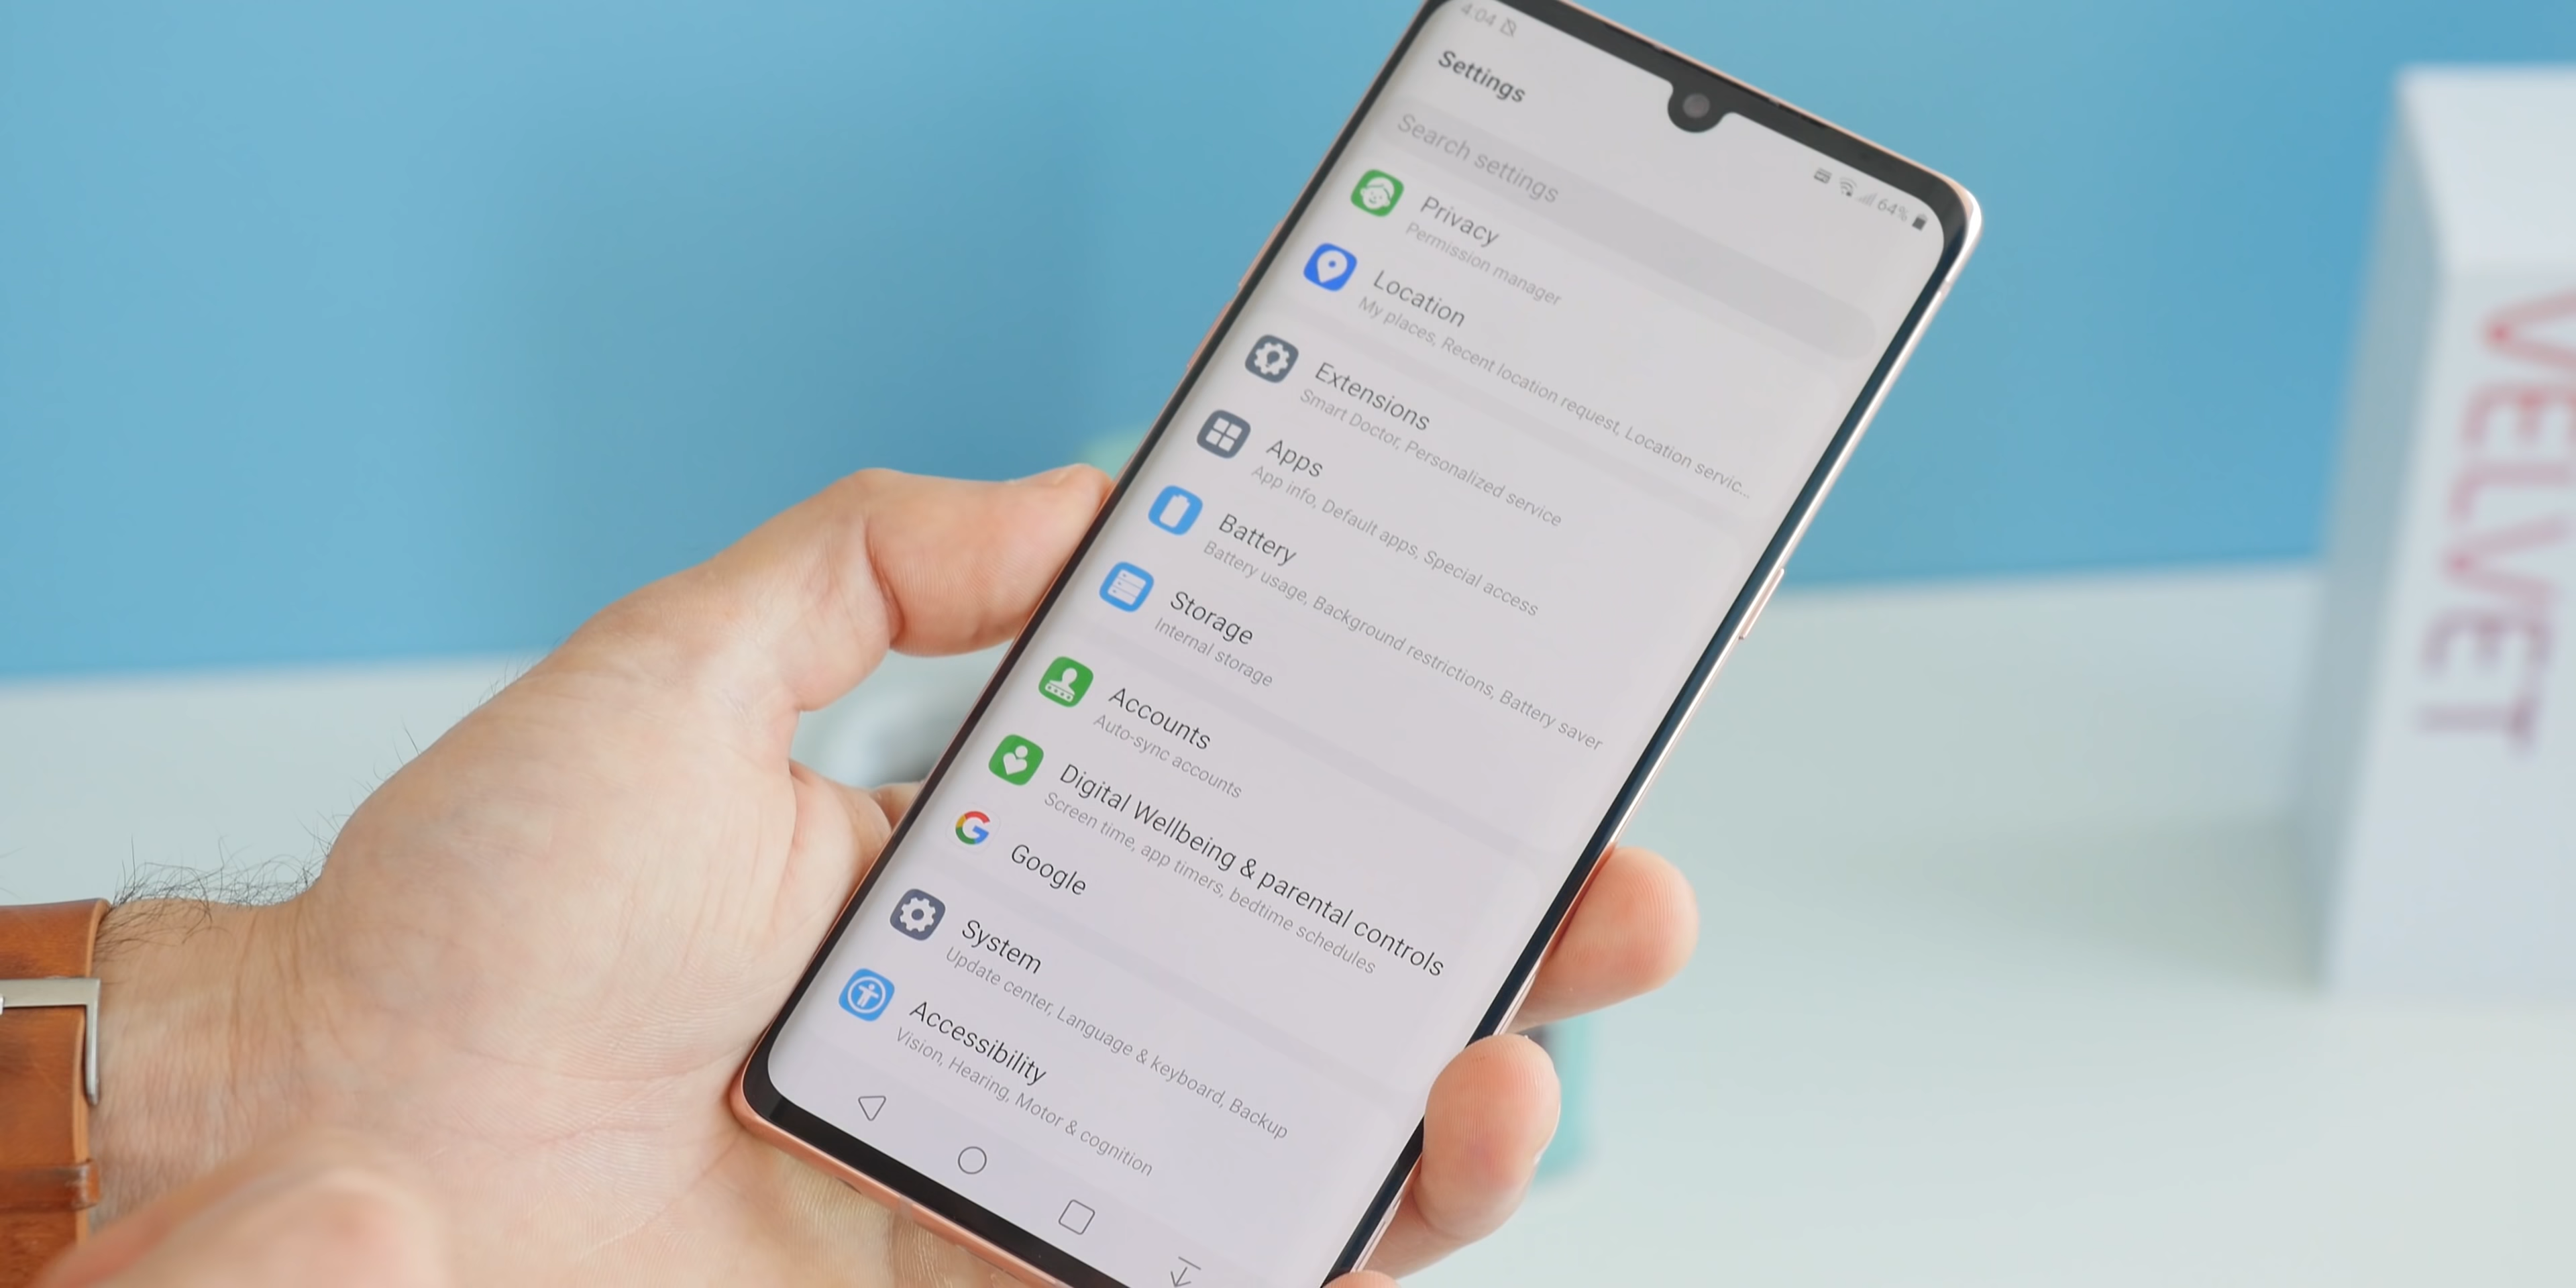 4:04
64%
Settings
Search settings
Privacy
Permission manager
Location
My places, Recent location request, Location servic...
Extensions
Smart Doctor, Personalized service
Apps
App info, Default apps, Special access
Battery
Battery usage, Background restrictions, Battery saver
Storage
Internal storage
Accounts
Auto-sync accounts
Digital Wellbeing & parental controls
Screen time, app timers, bedtime schedules
G
Google
System
Update center, Language & keyboard, Backup
Accessibility
Vision, Hearing, Motor & cognition
VELVET